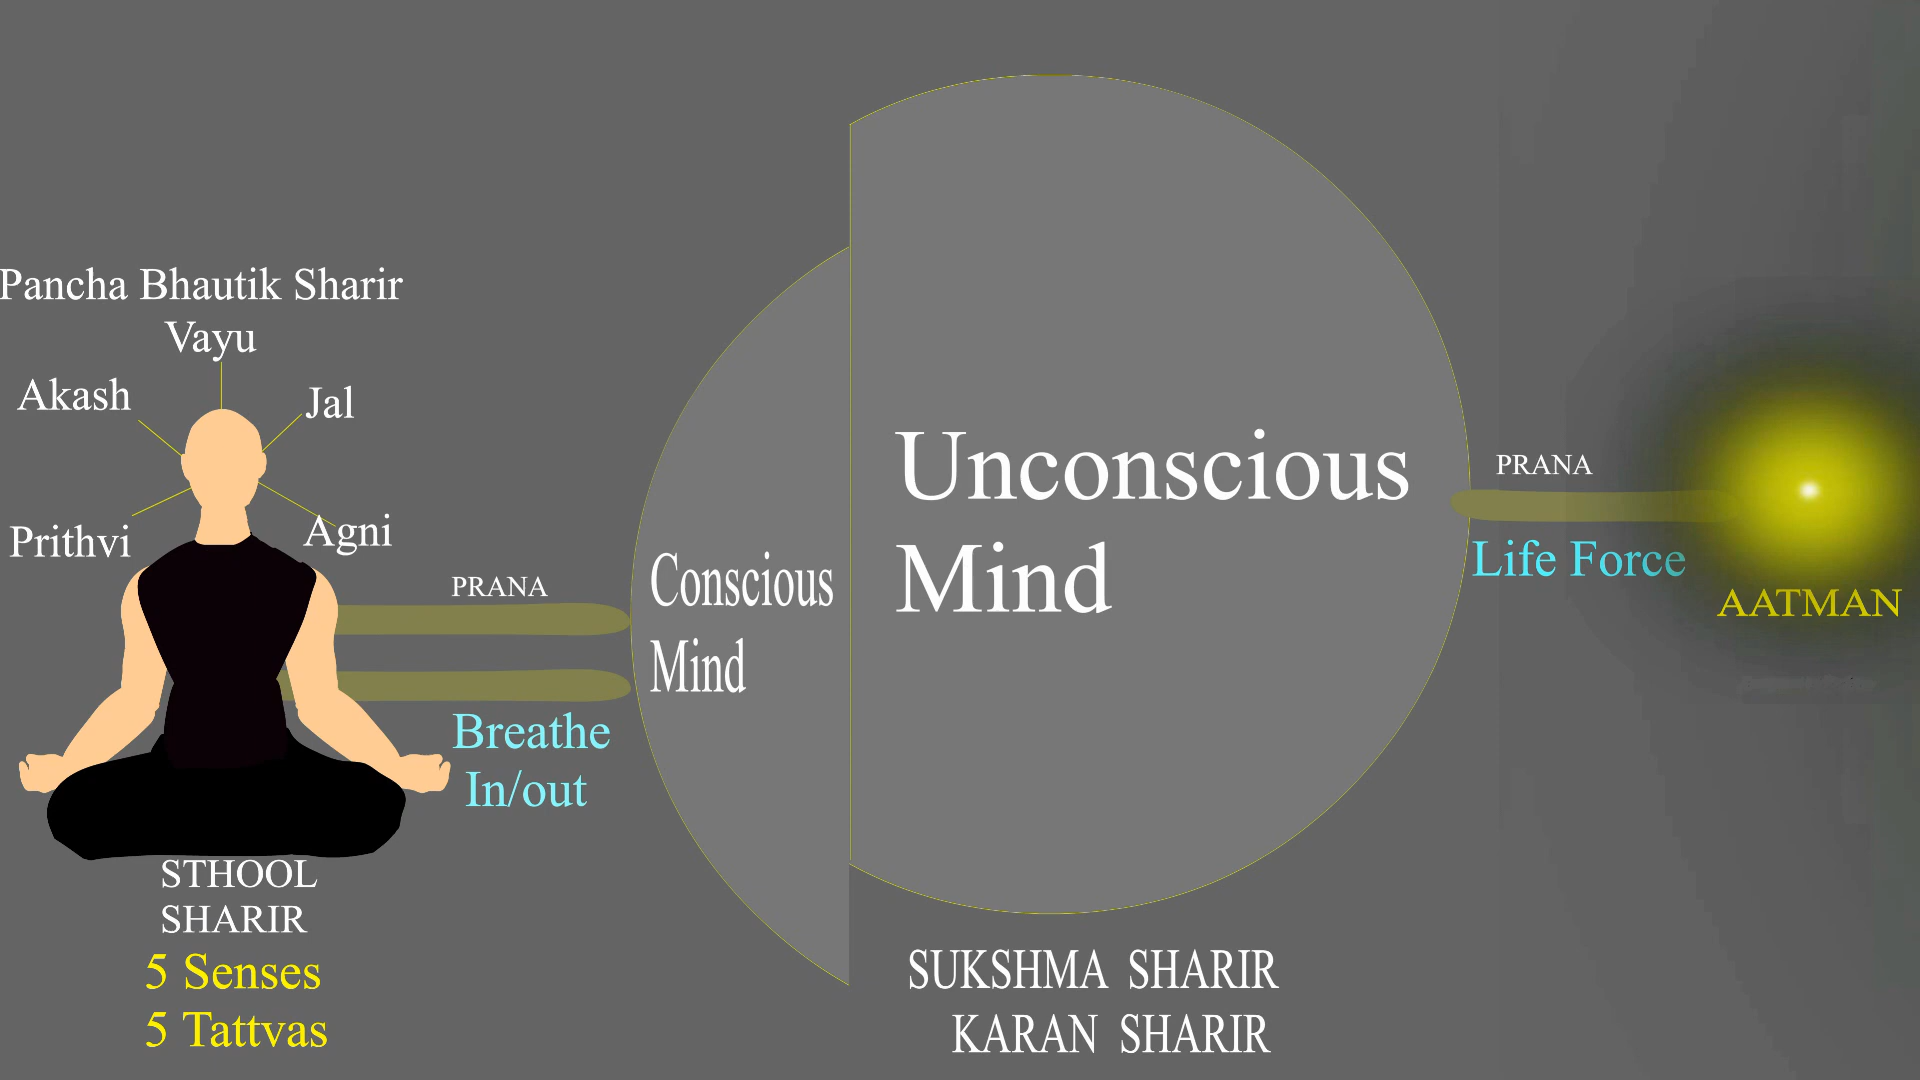 Pancha Bhautik Sharir
Vayu
Akash
Jal
Prithvi
Agni
PRANA
Breathe
In/out
STHOOL
SHARIR
5 Senses
5 Tattvas
Conscious
Mind
Unconscious
Mind
SUKSHMA SHARIR
KARAN SHARIR
PRANA
Life Force
AATMAN